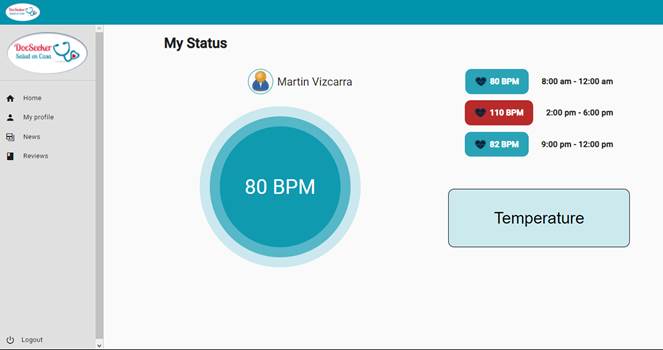 DocSeeker
Salud en Casa
DocSeeker
Salud en Casa
Home
My profile
News
Reviews
Logout
My Status
Martin Vizcarra
80 BPM
80 BPM 8:00 am - 12:00 am
110 BPM 2:00 pm - 6:00 pm
82 BPM 9:00 pm - 12:00 pm
Temperature